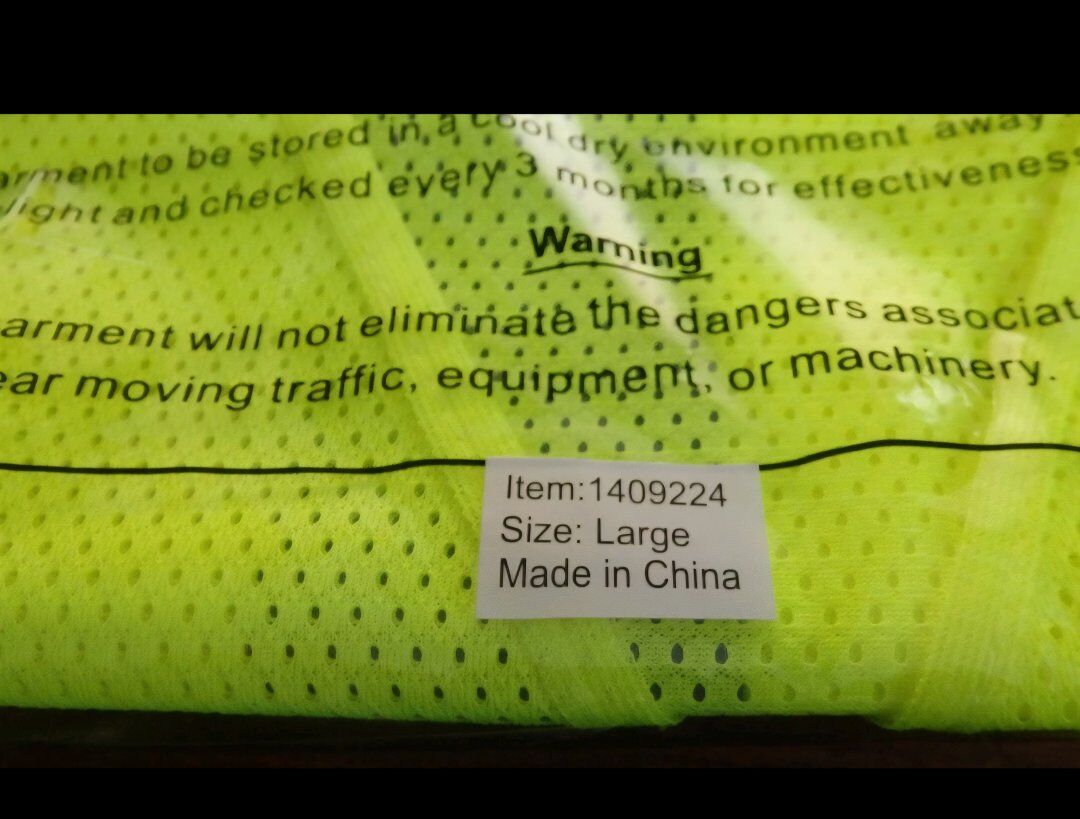 arment to be stored in a cool dry environment away
light and checked every 3 months for effectiveness
Warning
arment will not eliminate the dangers associat
ear moving traffic, equipment, or machinery.
Item:1409224
Size: Large
Made in China